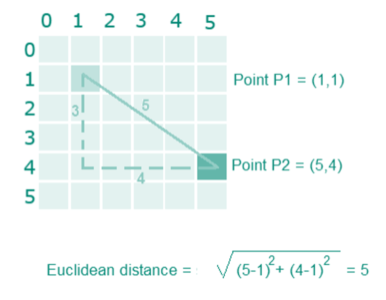 0 1 2 3 4 5
0
1 Point P1 = (1,1)
2 3 5
3
4 Point P2 = (5,4)
4
5
Euclidean distance = √(5-1)²+ (4-1)² = 5